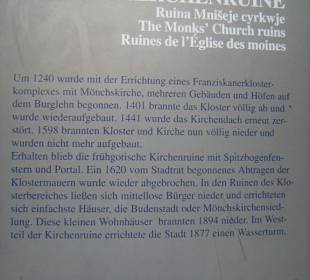 KIRCHENRUINE
Ruina Mnišeje cyrkwje
The Monks' Church ruins
Ruines de l'Église des moines
Um 1240 wurde mit der Errichtung eines Franziskanerkloster-
komplexes mit Mönchskirche, mehreren Gebäuden und Höfen auf
dem Burglehn begonnen. 1401 brannte das Kloster völlig ab und
wurde wiederaufgebaut. 1441 wurde das Kirchendach erneut zer-
stört. 1598 brannten Kloster und Kirche nun völlig nieder und
wurden nicht mehr aufgebaut.
Erhalten blieb die frühgotische Kirchenruine mit Spitzbogenfen-
stern und Portal. Ein 1620 vom Stadtrat begonnenes Abtragen der
Klostermauern wurde wieder abgebrochen. In den Ruinen des Klo-
sterbereiches ließen sich mittellose Bürger nieder und errichteten
sich einfachste Häuser, die Budenstadt oder Mönchskirchensied-
lung. Diese kleinen Wohnhäuser brannten 1894 nieder. Im West-
teil der Kirchenruine errichtete die Stadt 1877 einen Wasserturm.